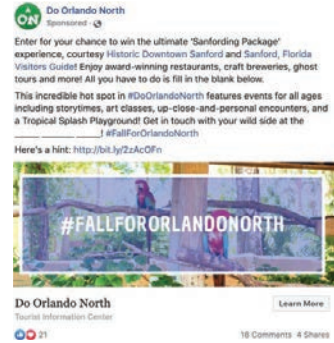 ON
Do Orlando North
Sponsored ·
Enter for your chance to win the ultimate 'Sanfording Package'
experience, courtesy Historic Downtown Sanford and Sanford, Florida
Visitors Guide! Enjoy award-winning restaurants, craft breweries, ghost
tours and more! All you have to do is fill in the blank below.
This incredible hot spot in #DoOrlandoNorth features events for all ages
including storytimes, art classes, up-close-and-personal encounters, and
a Tropical Splash Playground! Get in touch with your wild side at the
_______ _______ _______! #FallForOrlandoNorth
Here's a hint: http://bit.ly/2zAcOFn
#FALLFORORLANDONORTH
Do Orlando North
Learn More
Tourist Information Center
21
16 Comments 4 Shares